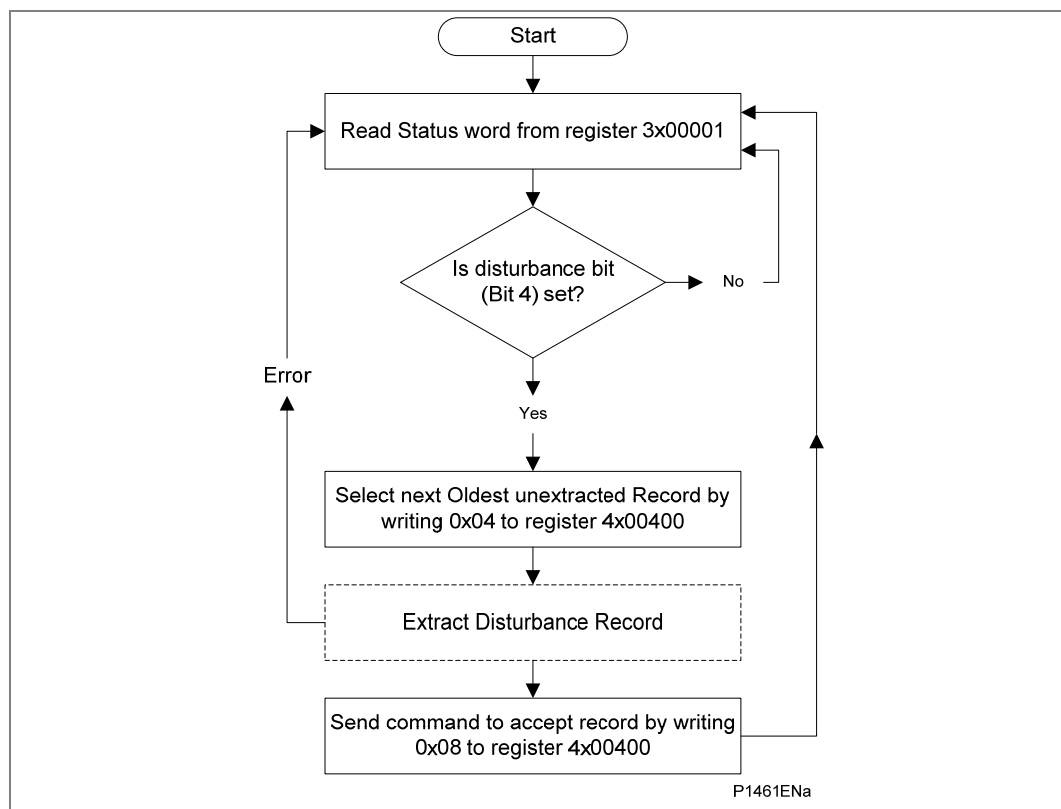 Start
Read Status word from register 3x00001
Is disturbance bit
(Bit 4) set?
No
Error
Yes
Select next Oldest unextracted Record by
writing 0x04 to register 4x00400
Extract Disturbance Record
Send command to accept record by writing
0x08 to register 4x00400
P1461ENa